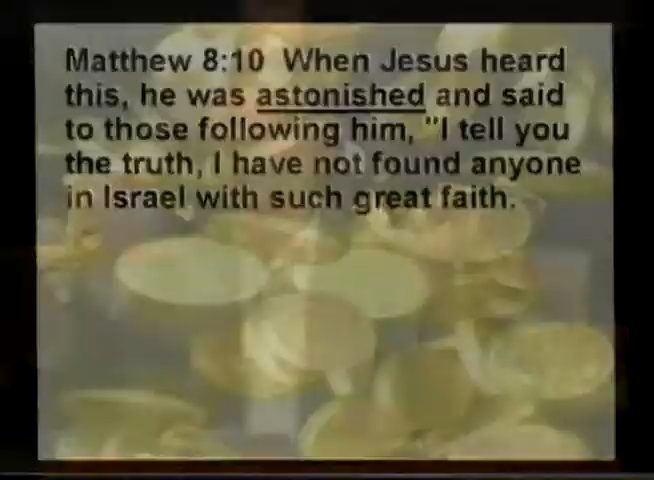 Matthew 8:10 When Jesus heard
this, he was astonished and said
to those following him, "I tell you
the truth, I have not found anyone
in Israel with such great faith.